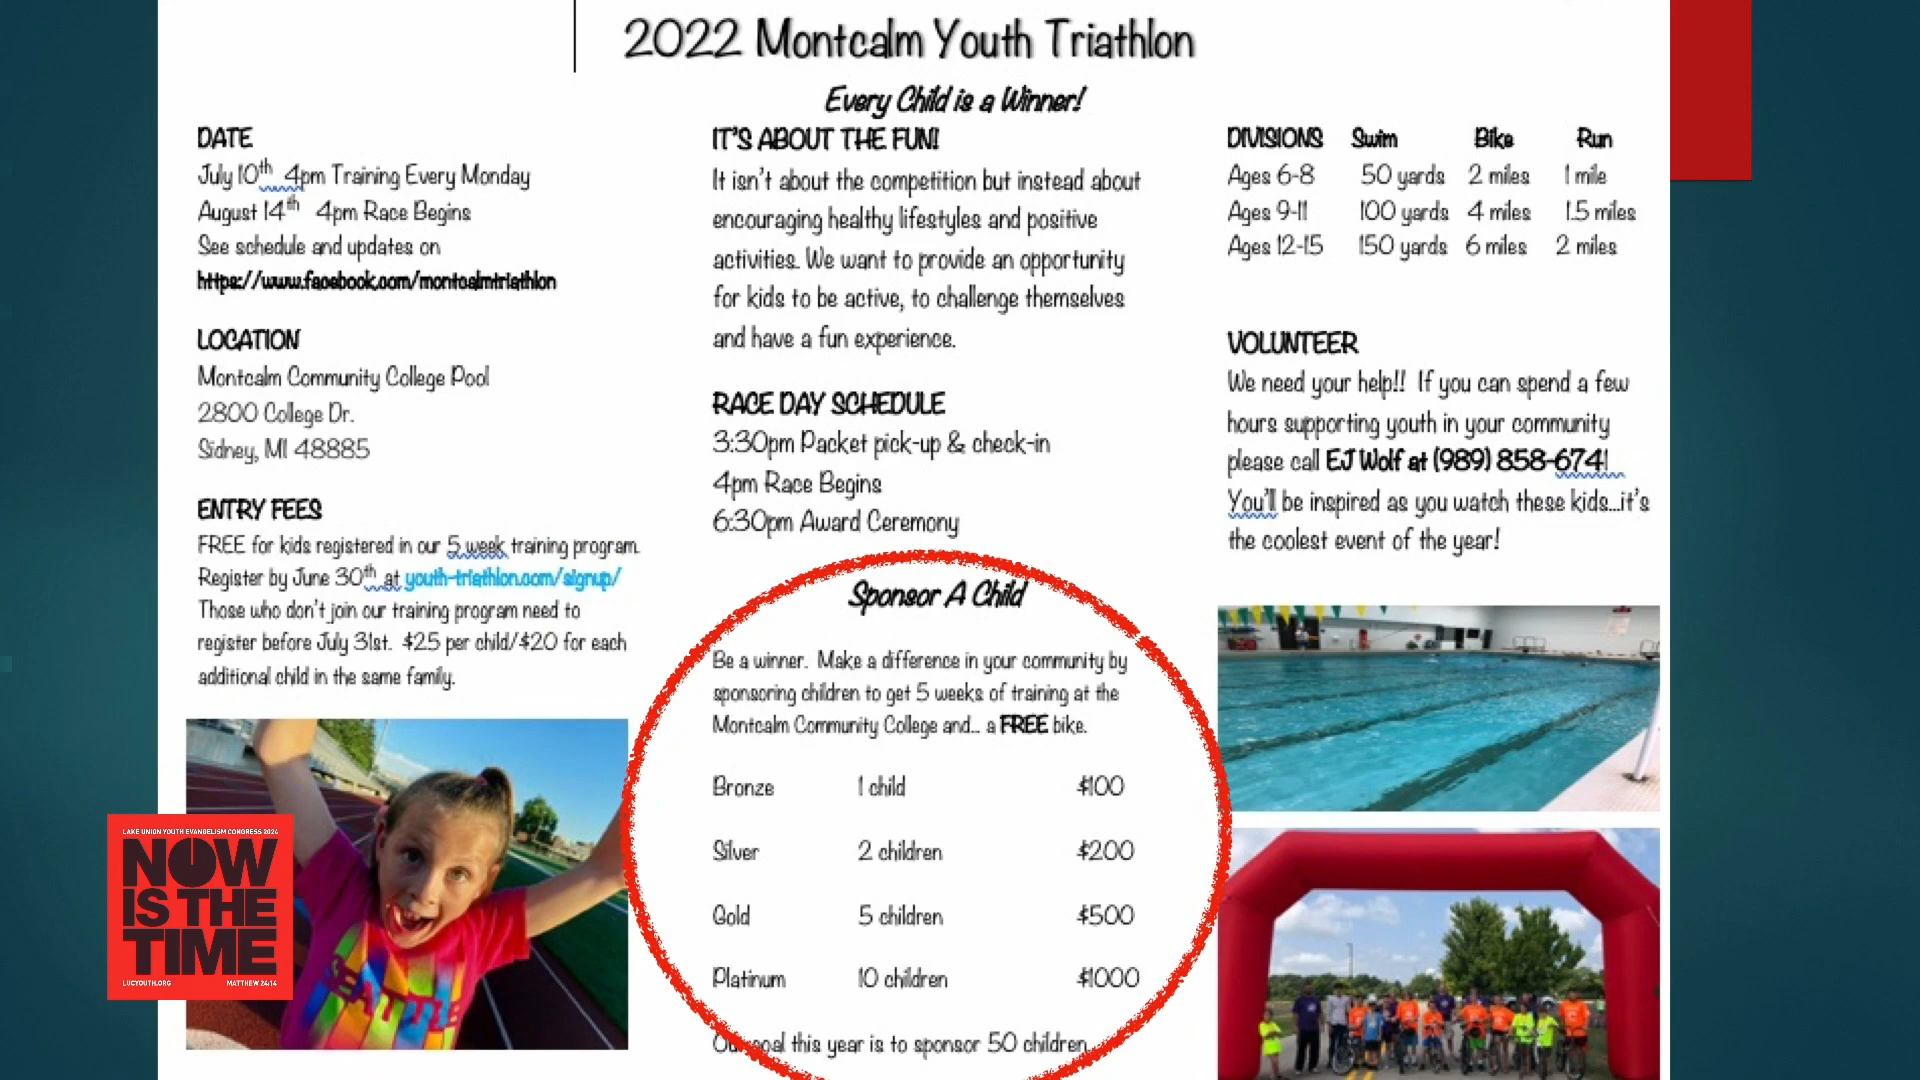 2022 Montcalm Youth Triathlon
Every Child is a Winner!
DATE
July 10th 4pm Training Every Monday
August 14th 4pm Race Begins
See schedule and updates on
https://www.facebook.com/montcalmtriathlon
LOCATION
Montcalm Community College Pool
2800 College Dr.
Sidney, MI 48885
ENTRY FEES
FREE for kids registered in our 5 week training program.
Register by June 30th at youth-triathlon.com/signup/
Those who don't join our training program need to
register before July 31st. $25 per child/$20 for each
additional child in the same family.
IT'S ABOUT THE FUN!
It isn't about the competition but instead about
encouraging healthy lifestyles and positive
activities. We want to provide an opportunity
for kids to be active, to challenge themselves
and have a fun experience.
RACE DAY SCHEDULE
3:30pm Packet pick-up & check-in
4pm Race Begins
6:30pm Award Ceremony
Sponsor A Child
Be a winner. Make a difference in your community by
sponsoring children to get 5 weeks of training at the
Montcalm Community College and... a FREE bike.
Bronze 1 child $100
Silver 2 children $200
Gold 5 children $500
Platinum 10 children $1000
Our goal this year is to sponsor 50 children.
DIVISIONS Swim Bike Run
Ages 6-8 50 yards 2 miles 1 mile
Ages 9-11 100 yards 4 miles 1.5 miles
Ages 12-15 150 yards 6 miles 2 miles
VOLUNTEER
We need your help!! If you can spend a few
hours supporting youth in your community
please call EJ Wolf at (989) 858-6741
You'll be inspired as you watch these kids...it's
the coolest event of the year!
LAKE UNION YOUTH EVANGELISM CONGRESS 2024
NOW
IS THE
TIME
LUCYOUTH.ORG MATTHEW 24:14